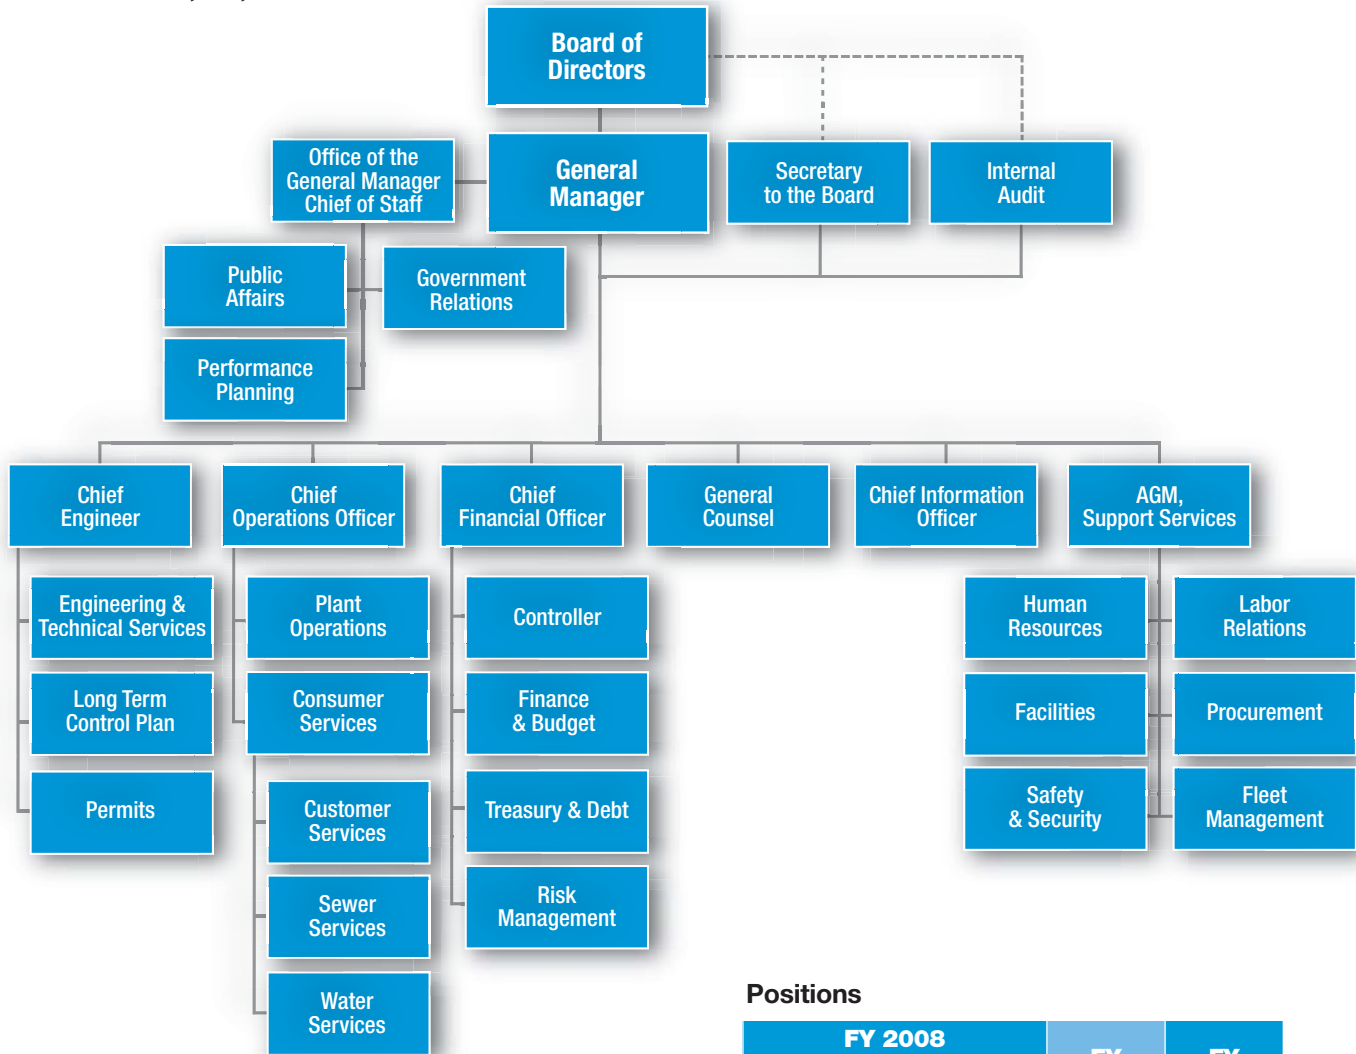 Board of
Directors
Office of the
General Manager
Chief of Staff
General
Manager
Secretary
to the Board
Internal
Audit
Public
Affairs
Government
Relations
Performance
Planning
Chief
Engineer
Chief
Operations Officer
Chief
Financial Officer
General
Counsel
Chief Information
Officer
AGM,
Support Services
Engineering &
Technical Services
Long Term
Control Plan
Permits
Plant
Operations
Consumer
Services
Customer
Services
Sewer
Services
Water
Services
Controller
Finance
& Budget
Treasury & Debt
Risk
Management
Human
Resources
Labor
Relations
Facilities
Procurement
Safety
& Security
Fleet
Management
Positions
FY 2008
FY
FY